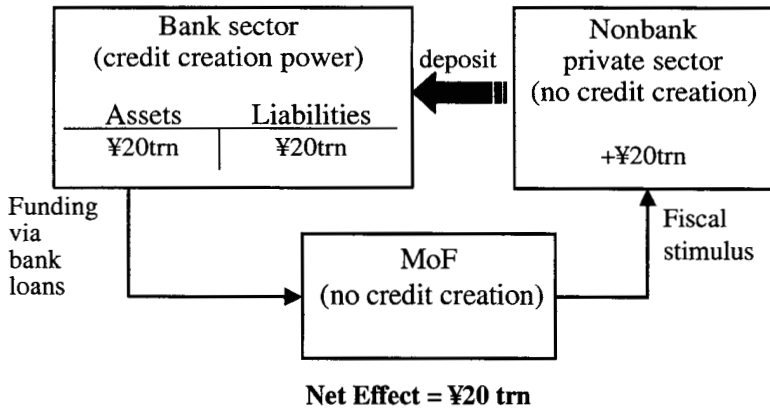 Bank sector
(credit creation power)
Assets Liabilities
¥20trn ¥20trn
deposit
Nonbank
private sector
(no credit creation)
+¥20trn
Funding
via
bank
loans
MoF
(no credit creation)
Fiscal
stimulus
Net Effect = ¥20 trn